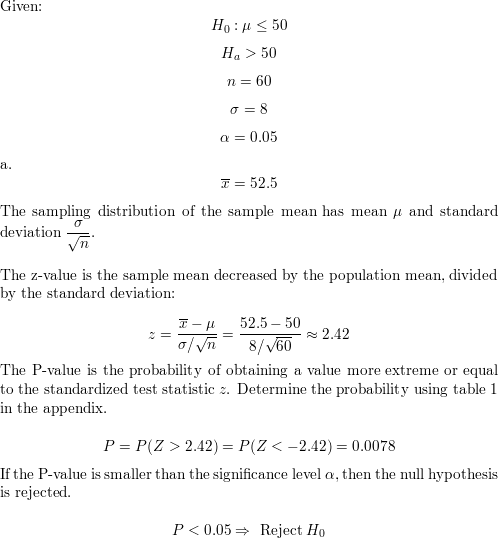 Given:
H₀ : μ ≤ 50
Hₐ > 50
n = 60
σ = 8
α = 0.05
a.
x̅ = 52.5
The sampling distribution of the sample mean has mean μ and standard
deviation σ/√n.
The z-value is the sample mean decreased by the population mean, divided
by the standard deviation:
z = (x̅ − μ)/(σ/√n) = (52.5 − 50)/(8/√60) ≈ 2.42
The P-value is the probability of obtaining a value more extreme or equal
to the standardized test statistic z. Determine the probability using table 1
in the appendix.
P = P(Z > 2.42) = P(Z < −2.42) = 0.0078
If the P-value is smaller than the significance level α, then the null hypothesis
is rejected.
P < 0.05 ⇒ Reject H₀